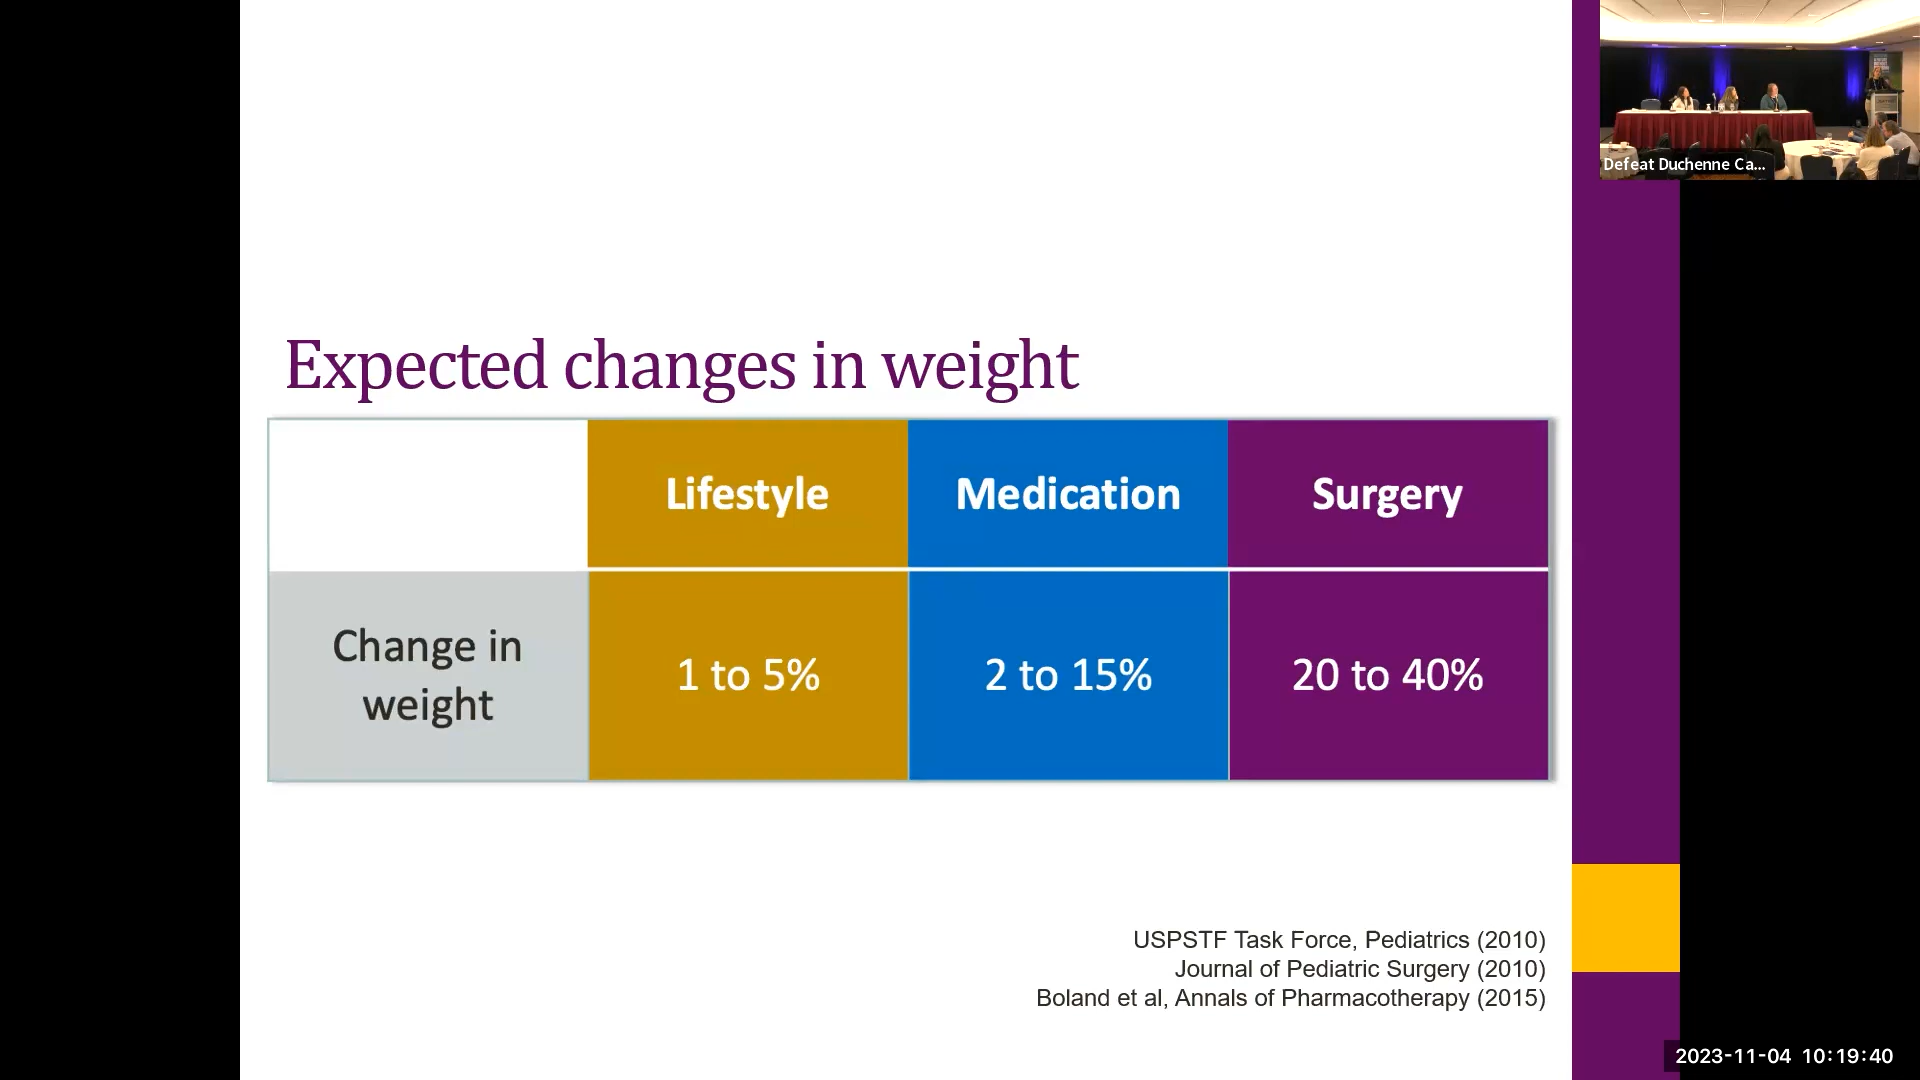 Defeat Duchenne Ca...
Expected changes in weight
Lifestyle
Medication
Surgery
Change in
weight
1 to 5%
2 to 15%
20 to 40%
USPSTF Task Force, Pediatrics (2010)
Journal of Pediatric Surgery (2010)
Boland et al, Annals of Pharmacotherapy (2015)
2023-11-04 10:19:40